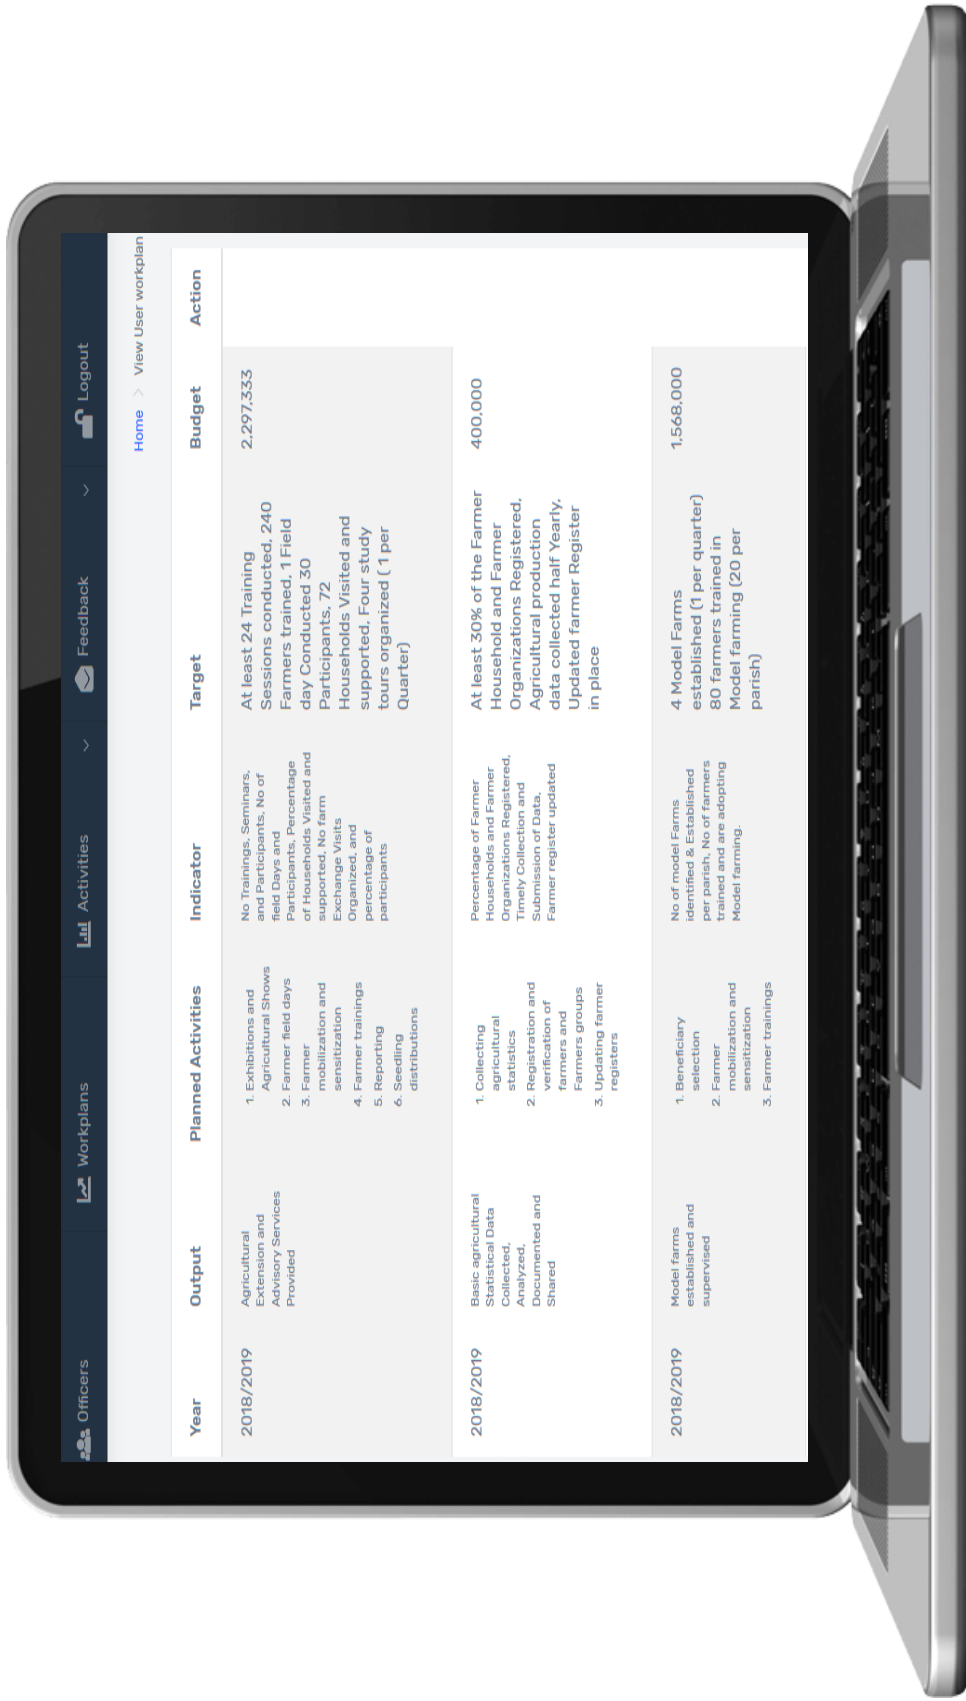 Officers
Workplans
Activities
Feedback
Logout
Home > View User workplan
Year Output Planned Activities Indicator Target Budget Action
2018/2019
Agricultural
Extension and
Advisory Services
Provided
1. Exhibitions and
Agricultural Shows
2. Farmer field days
3. Farmer
mobilization and
sensitization
4. Farmer trainings
5. Reporting
6. Seedling
distributions
No Trainings, Seminars,
and Participants, No of
field Days and
Participants, Percentage
of Households Visited and
supported, No farm
Exchange Visits
Organized, and
percentage of
participants
At least 24 Training
Sessions conducted, 240
Farmers trained, 1 Field
day Conducted 30
Participants, 72
Households Visited and
supported, Four study
tours organized ( 1 per
Quarter)
2,297,333
2018/2019
Basic agricultural
Statistical Data
Collected,
Analyzed,
Documented and
Shared
1. Collecting
agricultural
statistics
2. Registration and
verification of
farmers and
Farmers groups
3. Updating farmer
registers
Percentage of Farmer
Households and Farmer
Organizations Registered,
Timely Collection and
Submission of Data,
Farmer register updated
At least 30% of the Farmer
Household and Farmer
Organizations Registered,
Agricultural production
data collected half Yearly,
Updated farmer Register
in place
400,000
2018/2019
Model farms
established and
supervised
1. Beneficiary
selection
2. Farmer
mobilization and
sensitization
3. Farmer trainings
No of model Farms
identified & Established
per parish, No of farmers
trained and are adopting
Model farming.
4 Model Farms
established (1 per quarter)
80 farmers trained in
Model farming (20 per
parish)
1,568,000